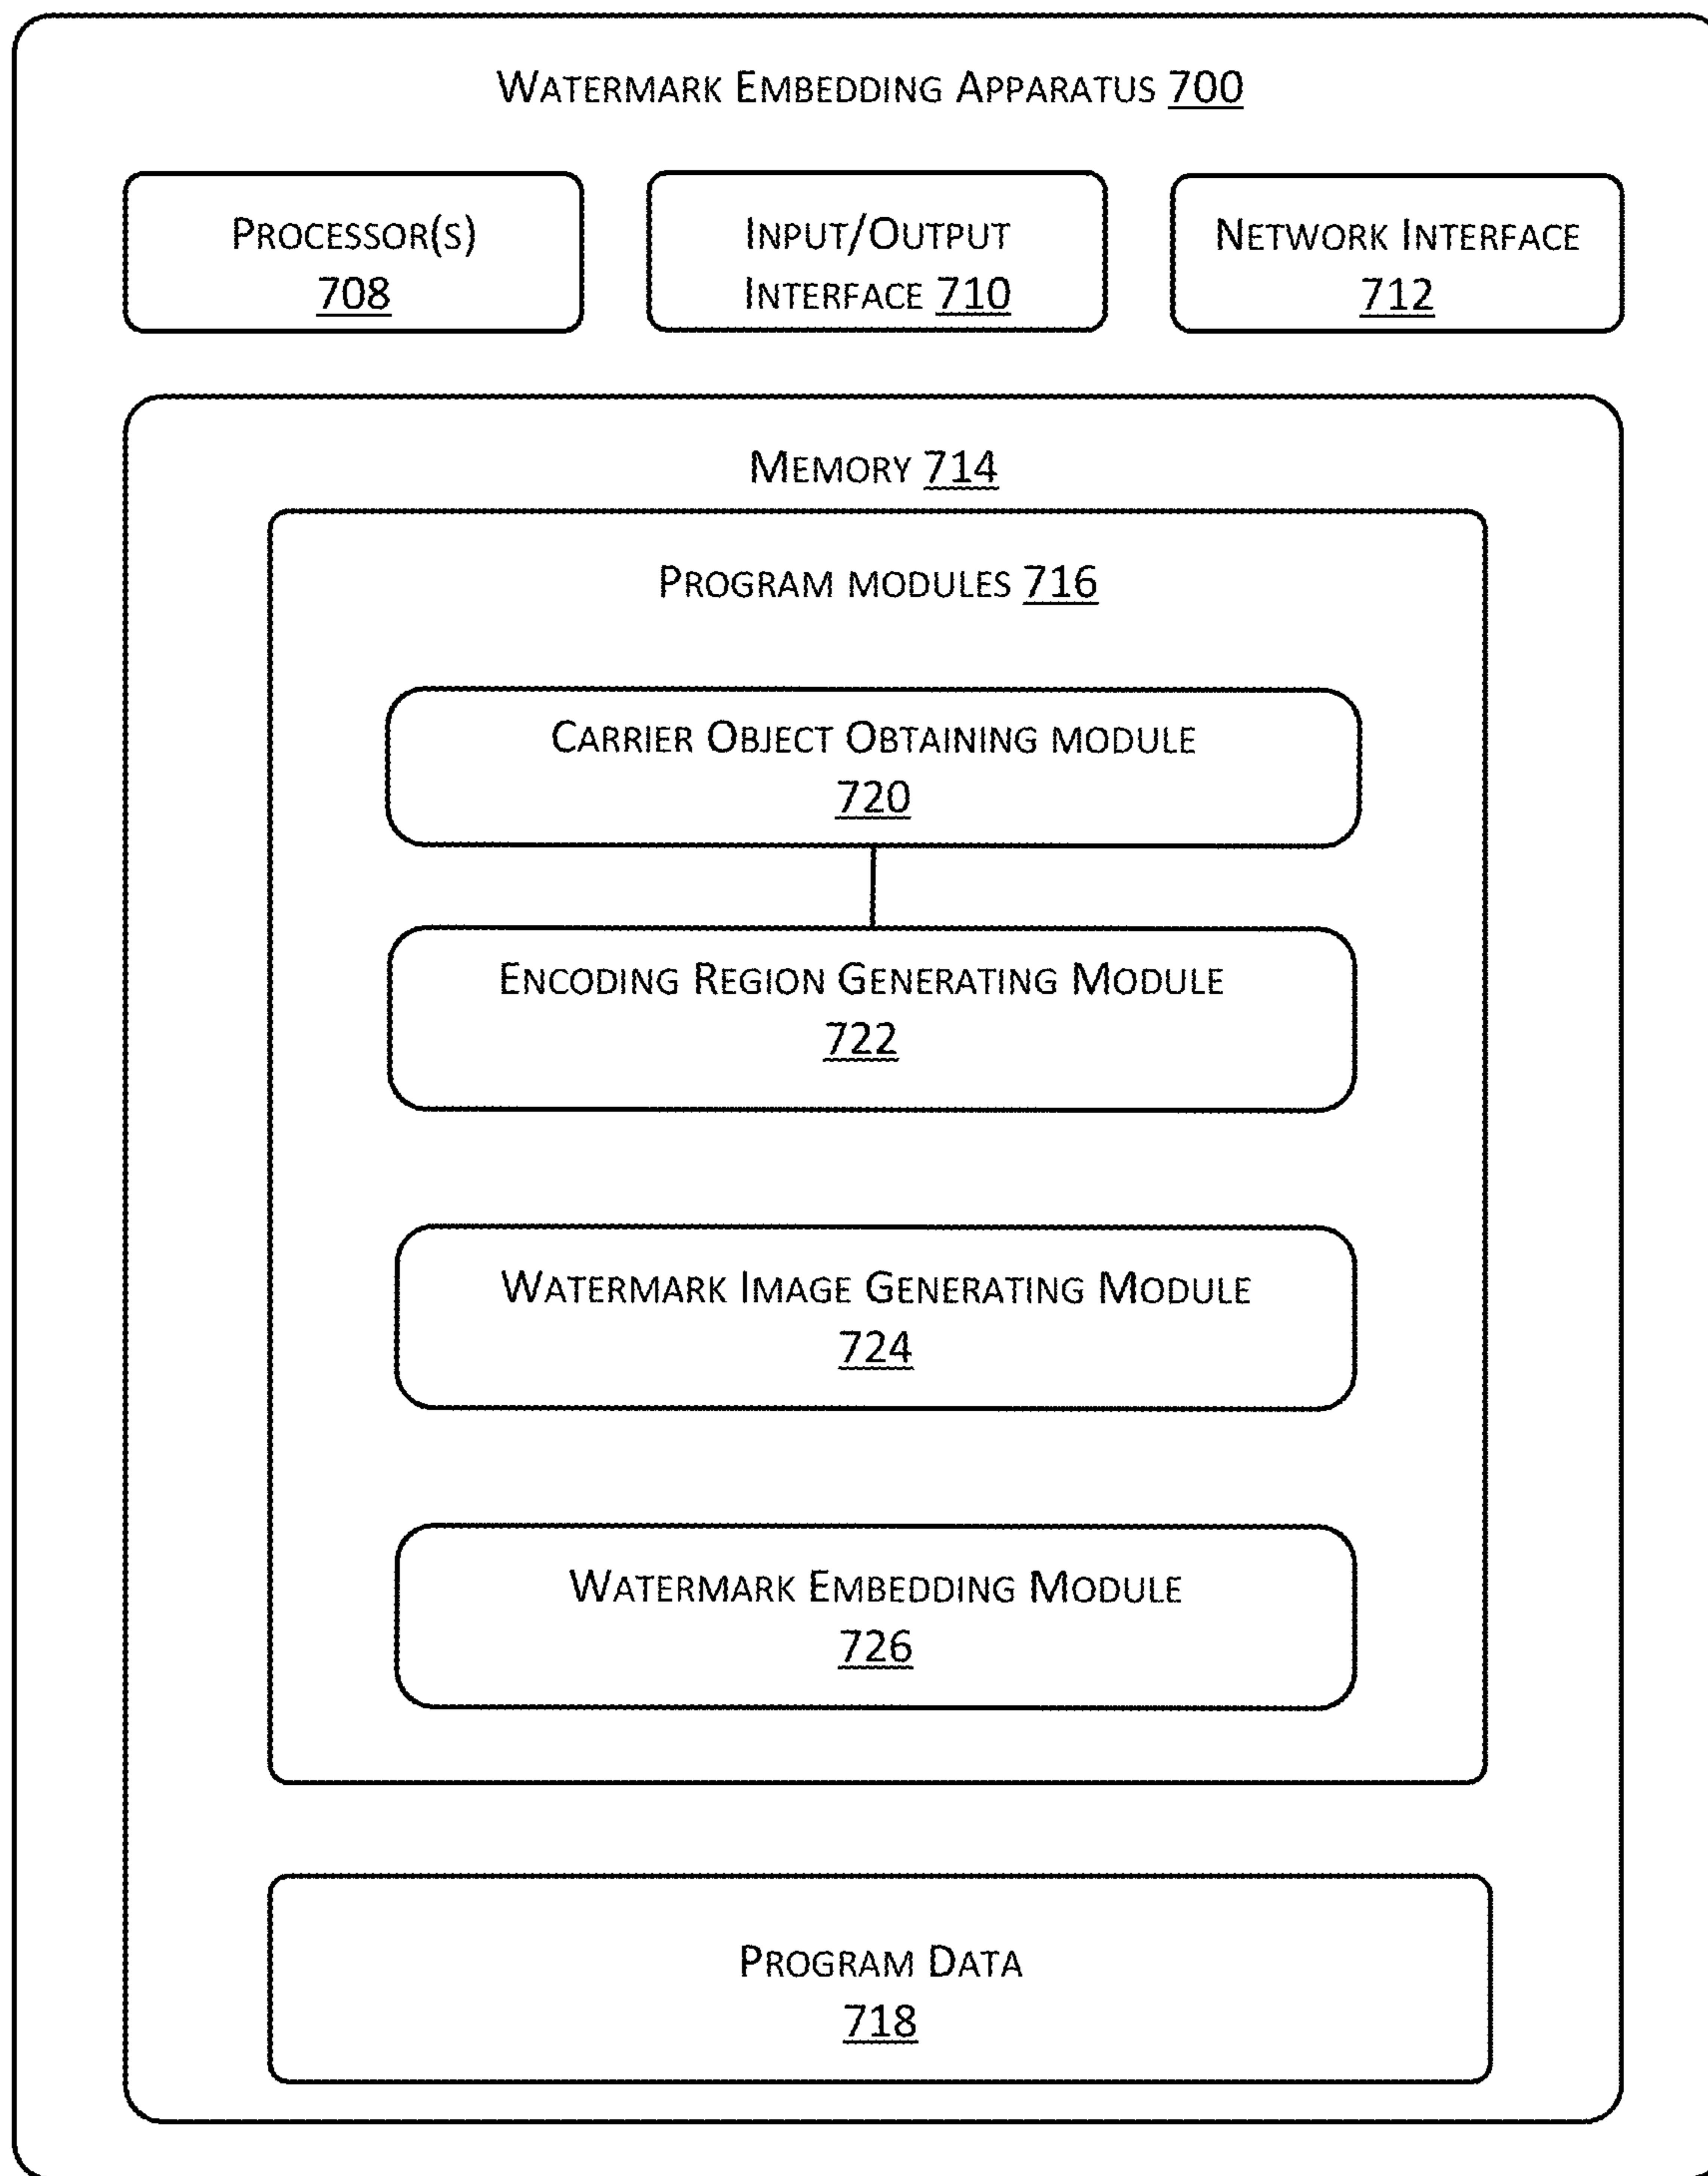 WATERMARK EMBEDDING APPARATUS 700
PROCESSOR(S)
708
INPUT/OUTPUT
INTERFACE 710
NETWORK INTERFACE
712
MEMORY 714
PROGRAM MODULES 716
CARRIER OBJECT OBTAINING MODULE
720
ENCODING REGION GENERATING MODULE
722
WATERMARK IMAGE GENERATING MODULE
724
WATERMARK EMBEDDING MODULE
726
PROGRAM DATA
718